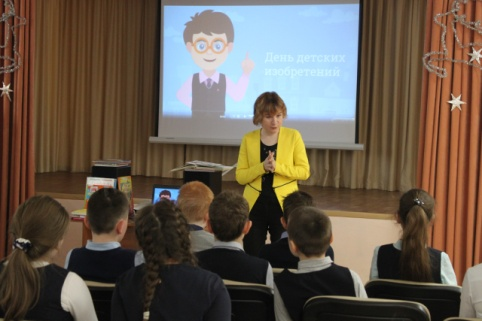 День детских
изобретений